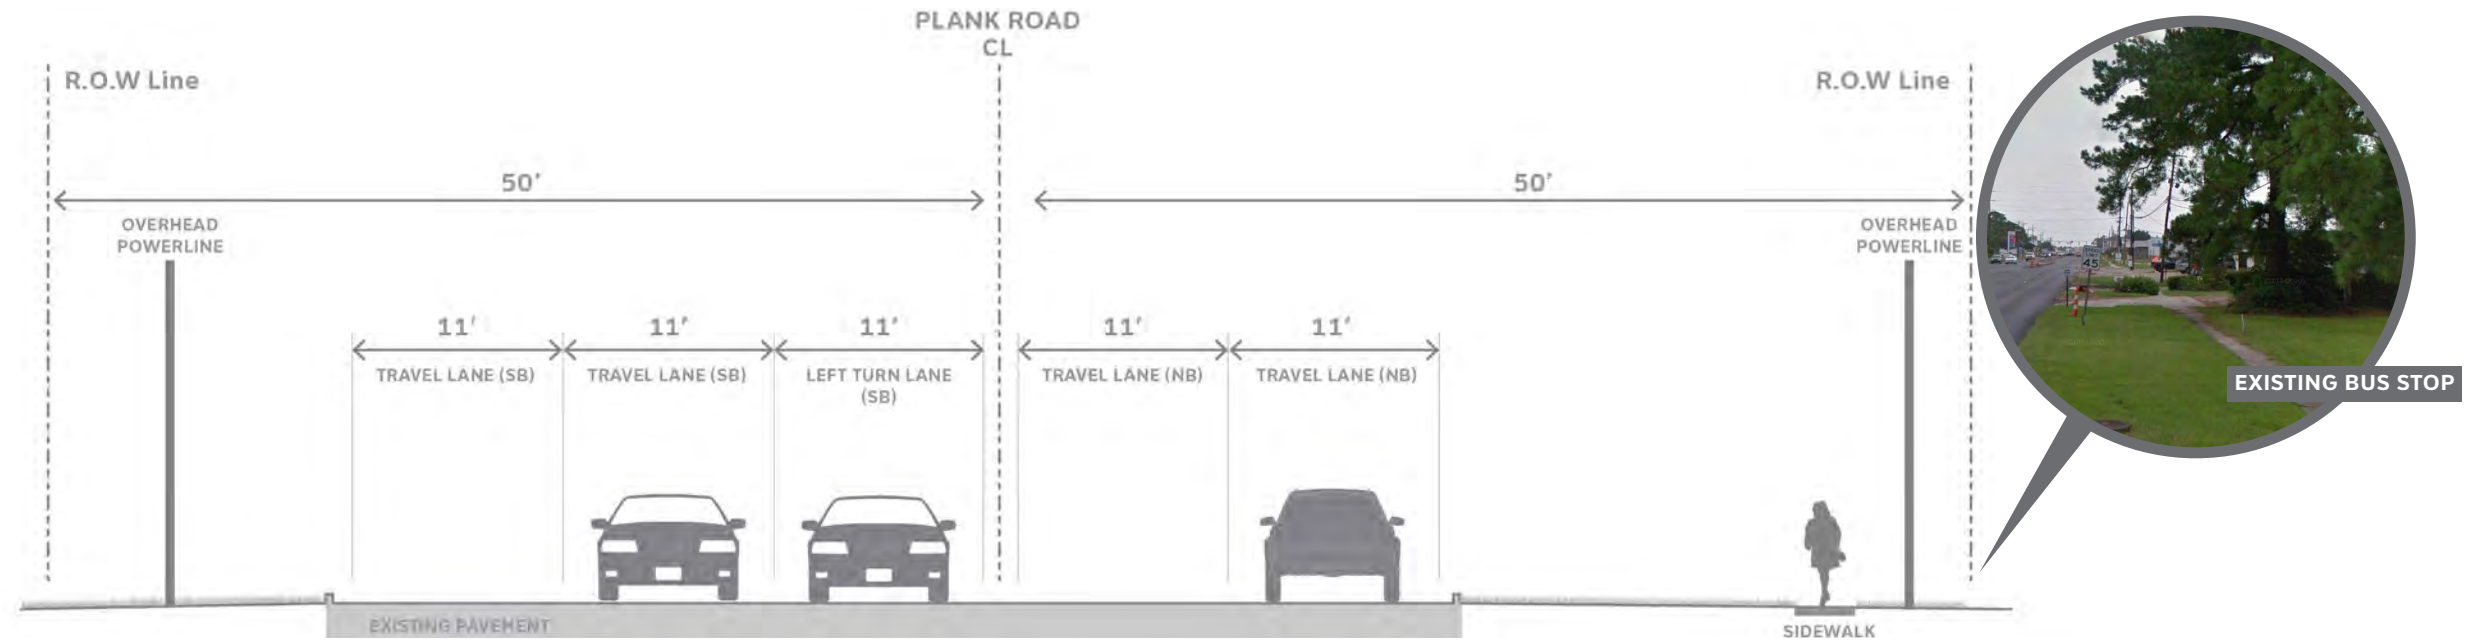 PLANK ROAD
CL
R.O.W Line
R.O.W Line
50'
50'
OVERHEAD
POWERLINE
OVERHEAD
POWERLINE
11'
11'
11'
11'
11'
TRAVEL LANE (SB)
TRAVEL LANE (SB)
LEFT TURN LANE
(SB)
TRAVEL LANE (NB)
TRAVEL LANE (NB)
SPEED
LIMIT
45
EXISTING BUS STOP
EXISTING PAVEMENT
SIDEWALK